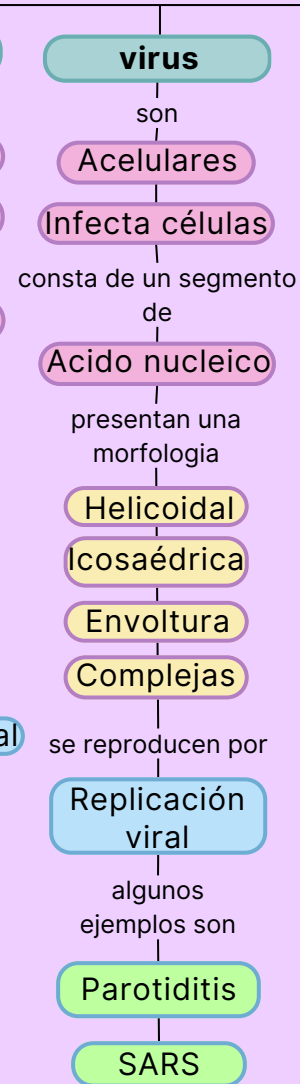 virus
son
Acelulares
Infecta células
consta de un segmento
de
Acido nucleico
presentan una
morfologia
Helicoidal
Icosaédrica
Envoltura
Complejas
al
se reproducen por
Replicación
viral
algunos
ejemplos son
Parotiditis
SARS